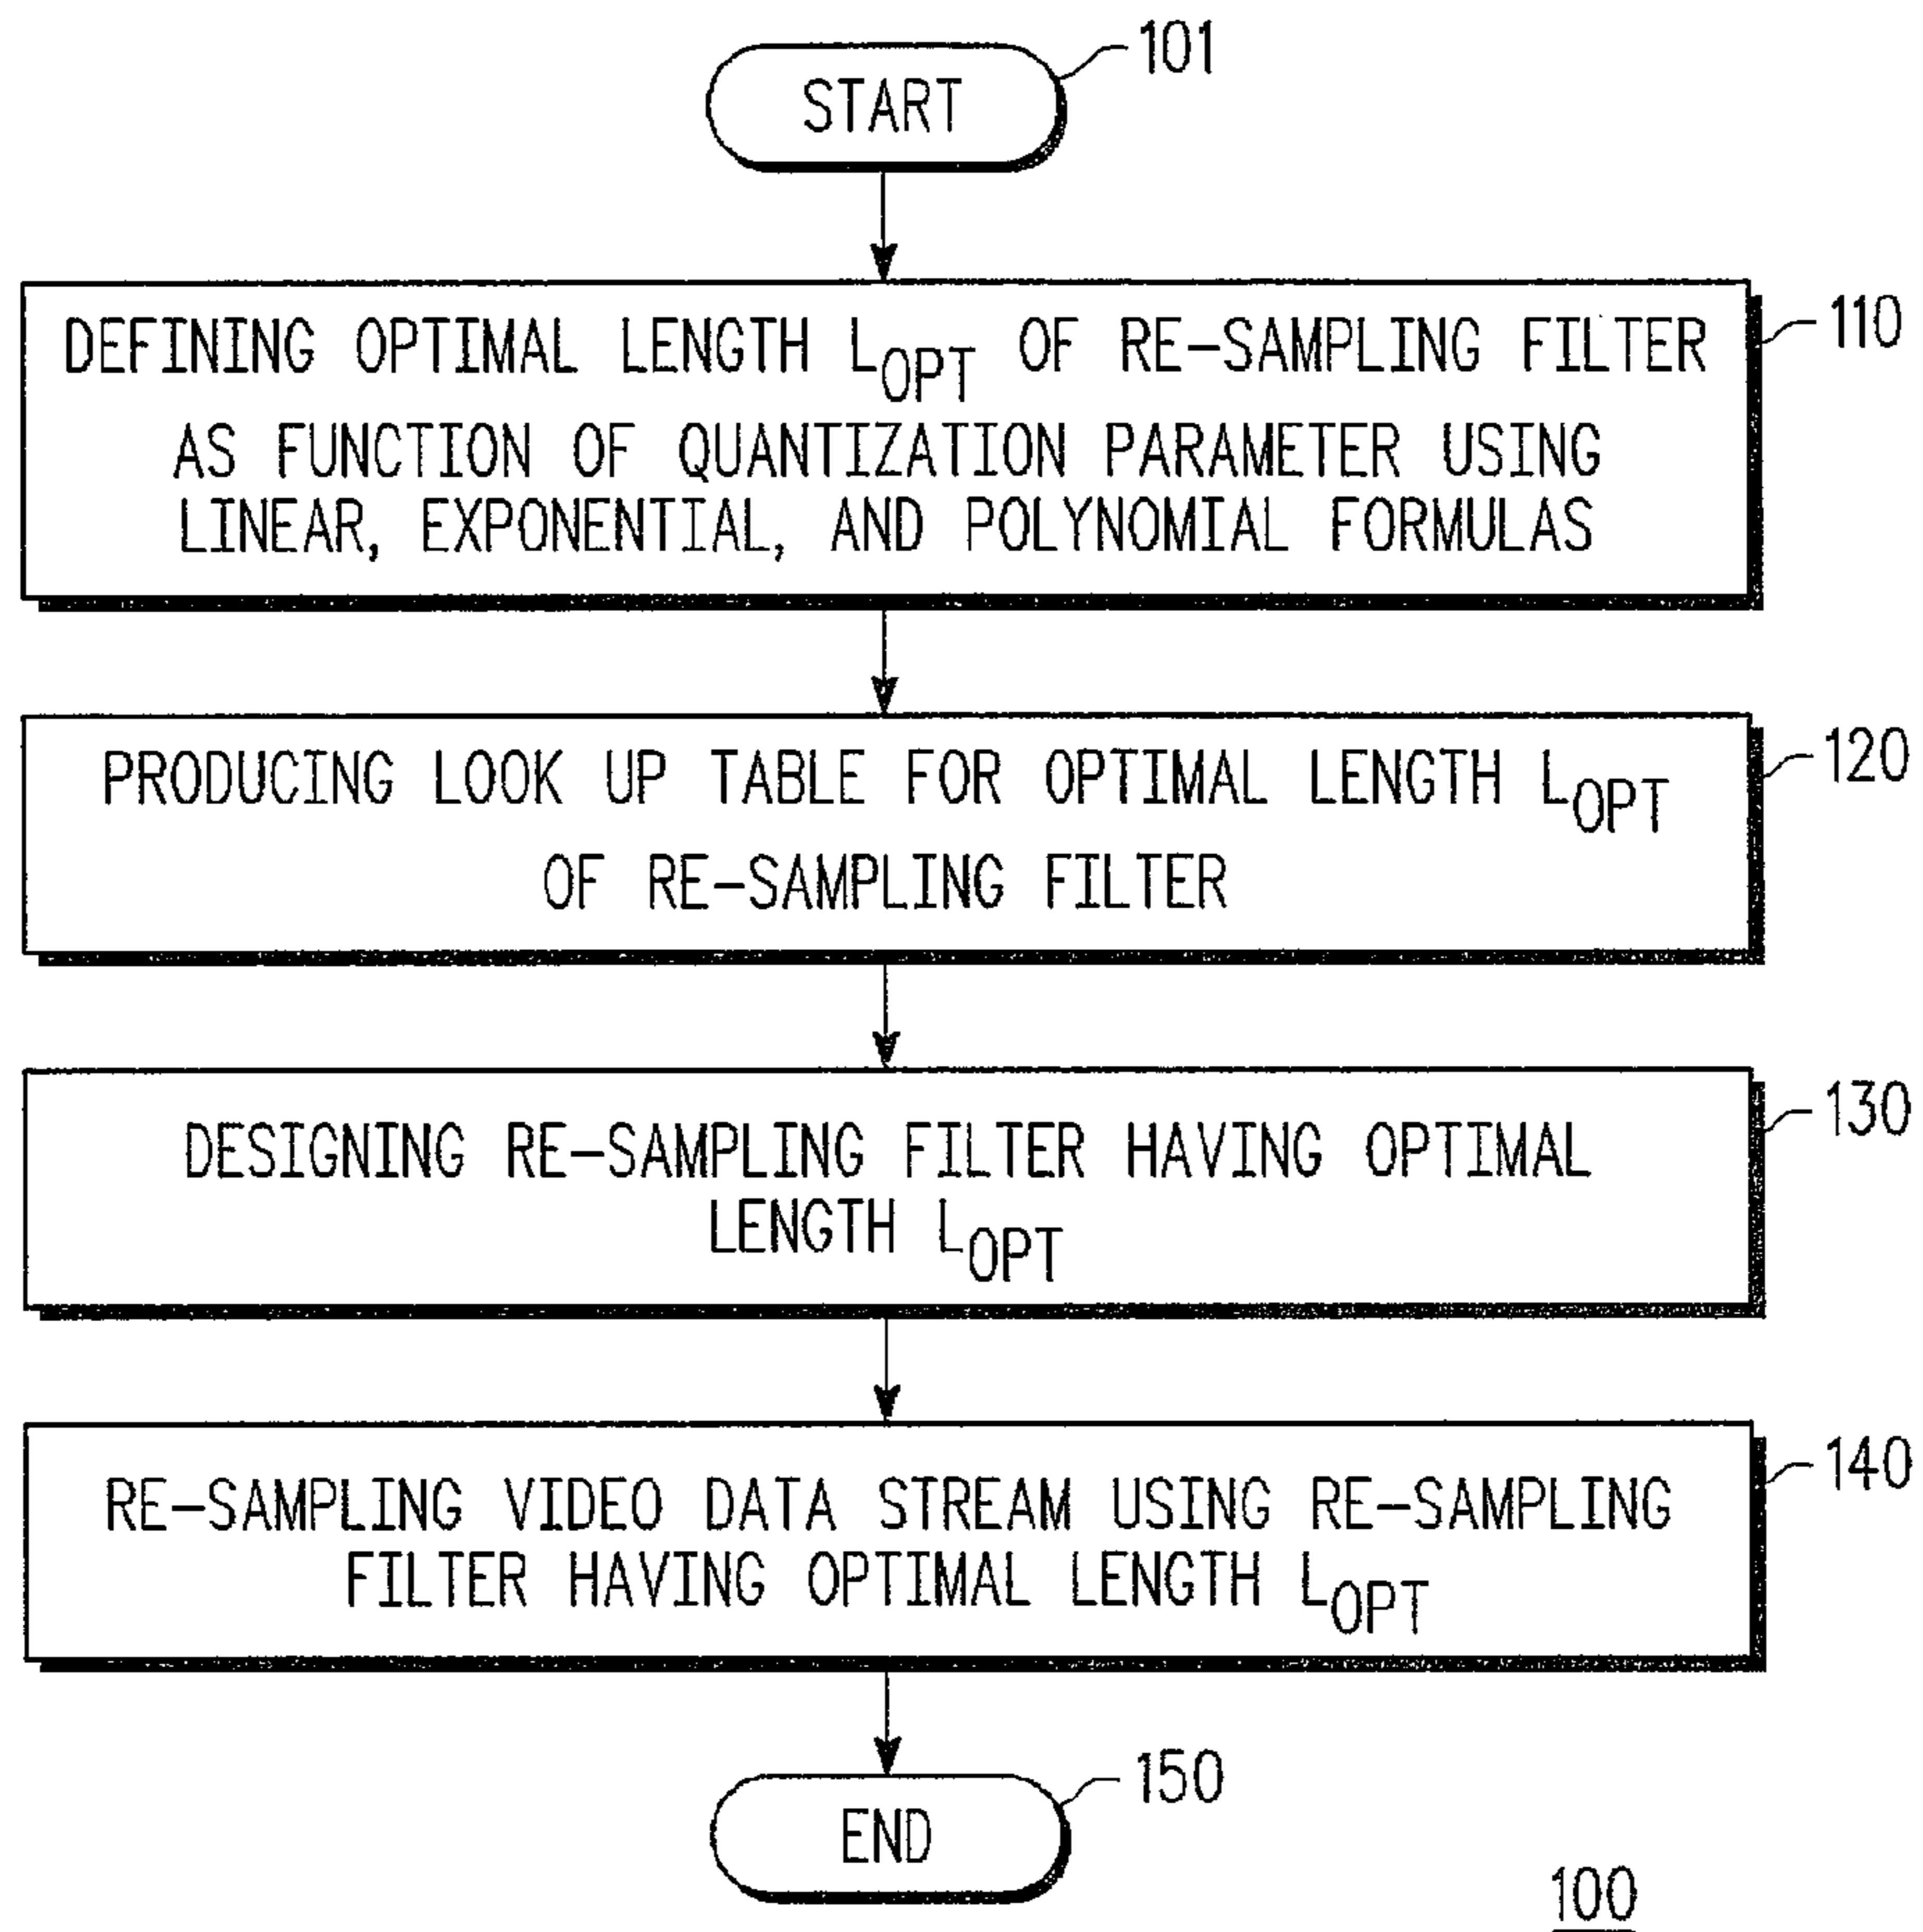 START
101
DEFINING OPTIMAL LENGTH LOPT OF RE-SAMPLING FILTER
AS FUNCTION OF QUANTIZATION PARAMETER USING
LINEAR, EXPONENTIAL, AND POLYNOMIAL FORMULAS
110
PRODUCING LOOK UP TABLE FOR OPTIMAL LENGTH LOPT
OF RE-SAMPLING FILTER
120
DESIGNING RE-SAMPLING FILTER HAVING OPTIMAL
LENGTH LOPT
130
RE-SAMPLING VIDEO DATA STREAM USING RE-SAMPLING
FILTER HAVING OPTIMAL LENGTH LOPT
140
END
150
100